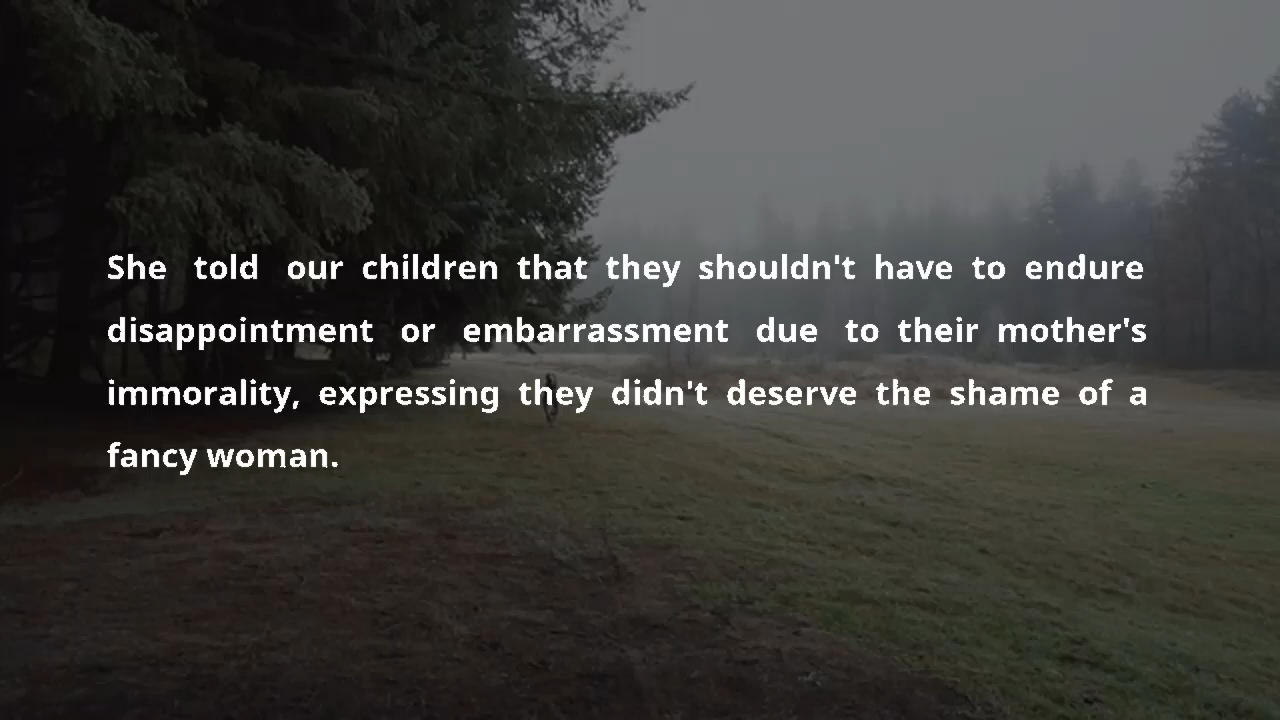 She told our children that they shouldn't have to endure
disappointment or embarrassment due to their mother's
immorality, expressing they didn't deserve the shame of a
fancy woman.